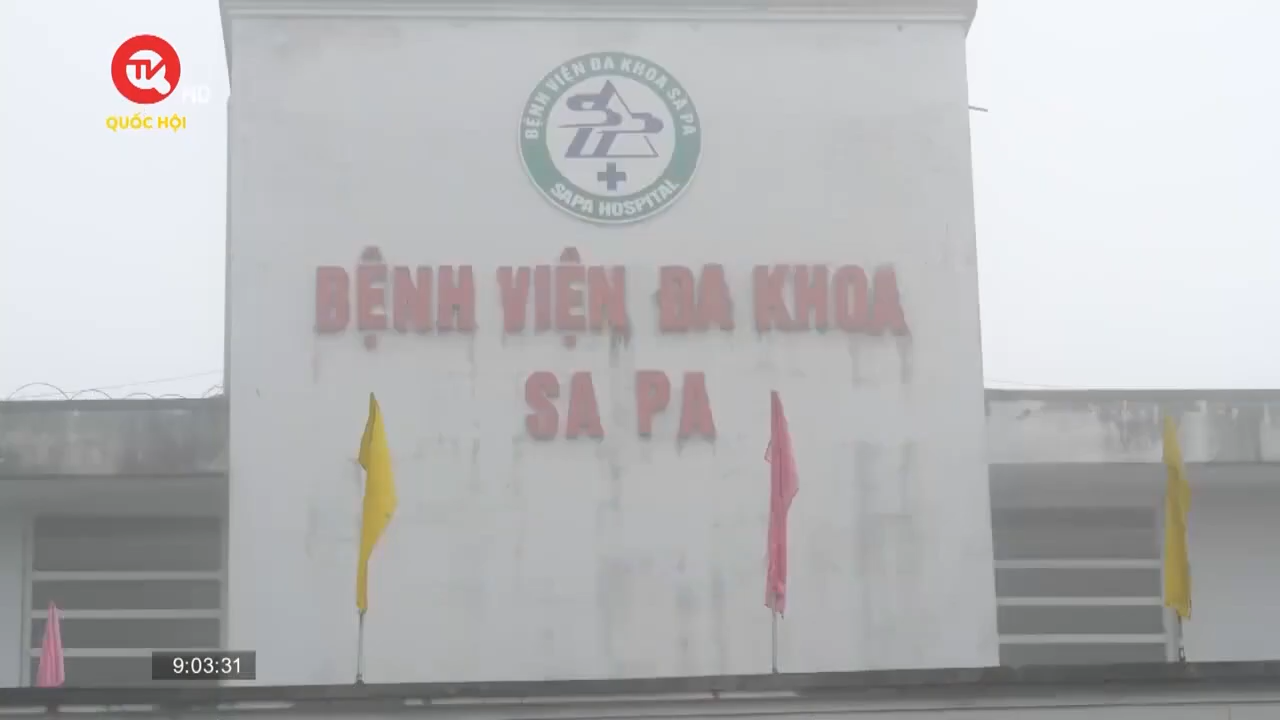 QUỐC HỘI
HD
BỆNH VIỆN ĐA KHOA SA PA
SAPA HOSPITAL
BỆNH VIỆN ĐA KHOA
SA PA
9:03:31